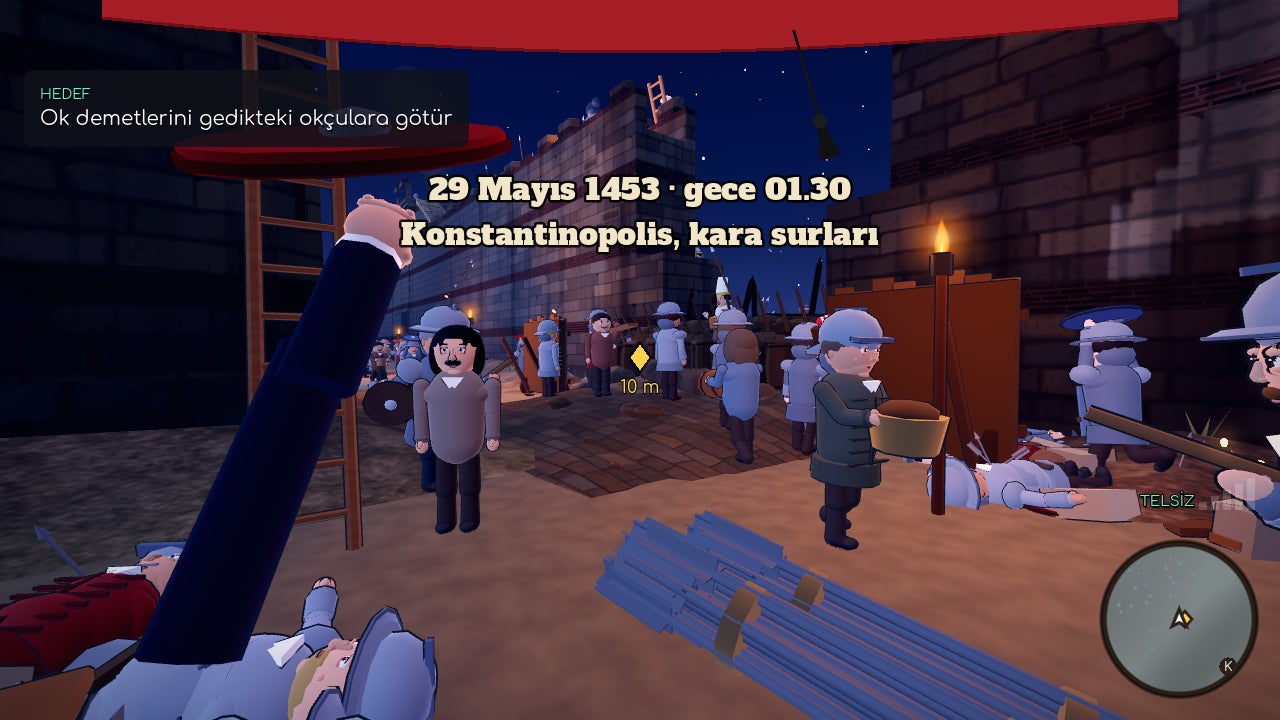 HEDEF
Ok demetlerini gedikteki okçulara götür
29 Mayıs 1453 · gece 01.30
Konstantinopolis, kara surları
10 m
TELSİZ
K